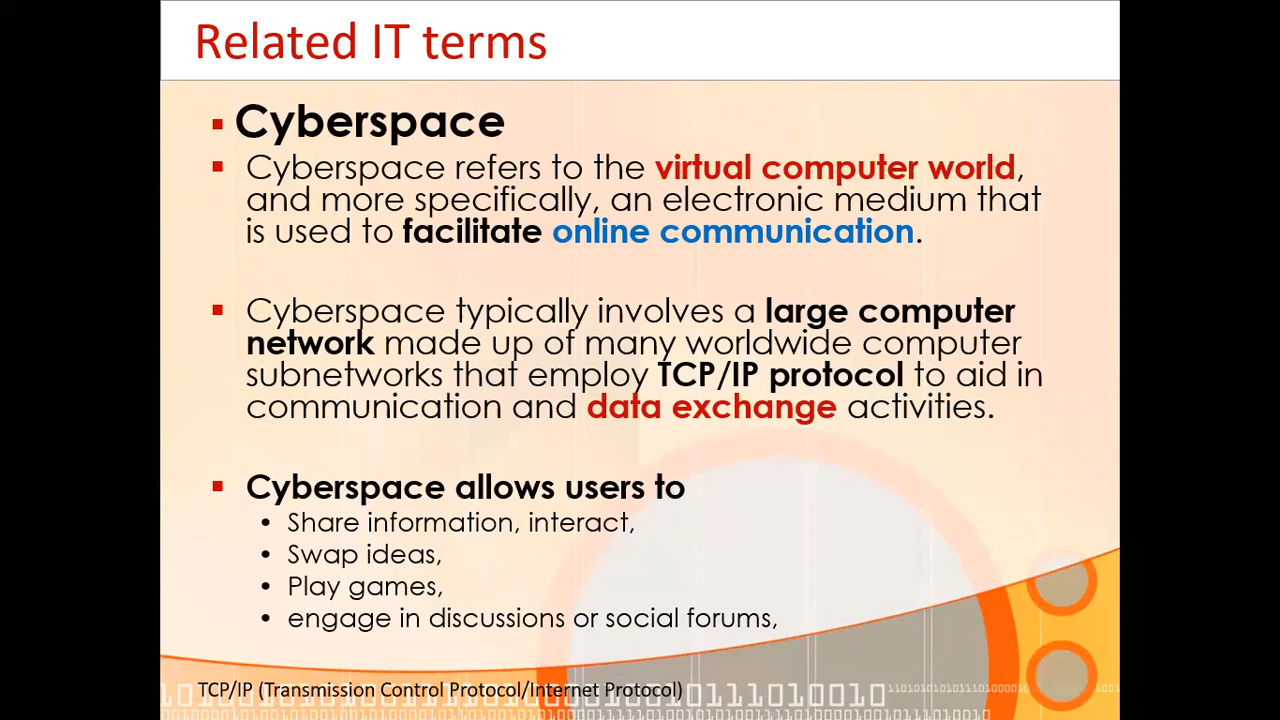 Related IT terms
Cyberspace
Cyberspace refers to the virtual computer world,
and more specifically, an electronic medium that
is used to facilitate online communication.
Cyberspace typically involves a large computer
network made up of many worldwide computer
subnetworks that employ TCP/IP protocol to aid in
communication and data exchange activities.
Cyberspace allows users to
• Share information, interact,
• Swap ideas,
• Play games,
• engage in discussions or social forums,
TCP/IP (Transmission Control Protocol/Internet Protocol)